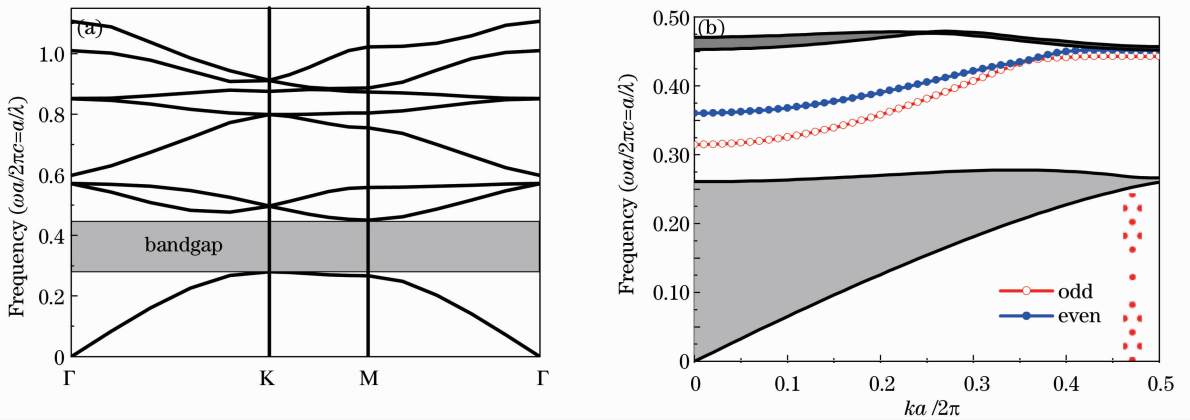 (a)
Frequency (ωa/2πc=a/λ)
1.0
0.8
0.6
0.4
0.2
0
bandgap
Γ
K
M
Γ
(b)
Frequency (ωa/2πc=a/λ)
0.50
0.40
0.30
0.20
0.10
0
odd
even
0
0.1
0.2
0.3
0.4
0.5
ka /2π